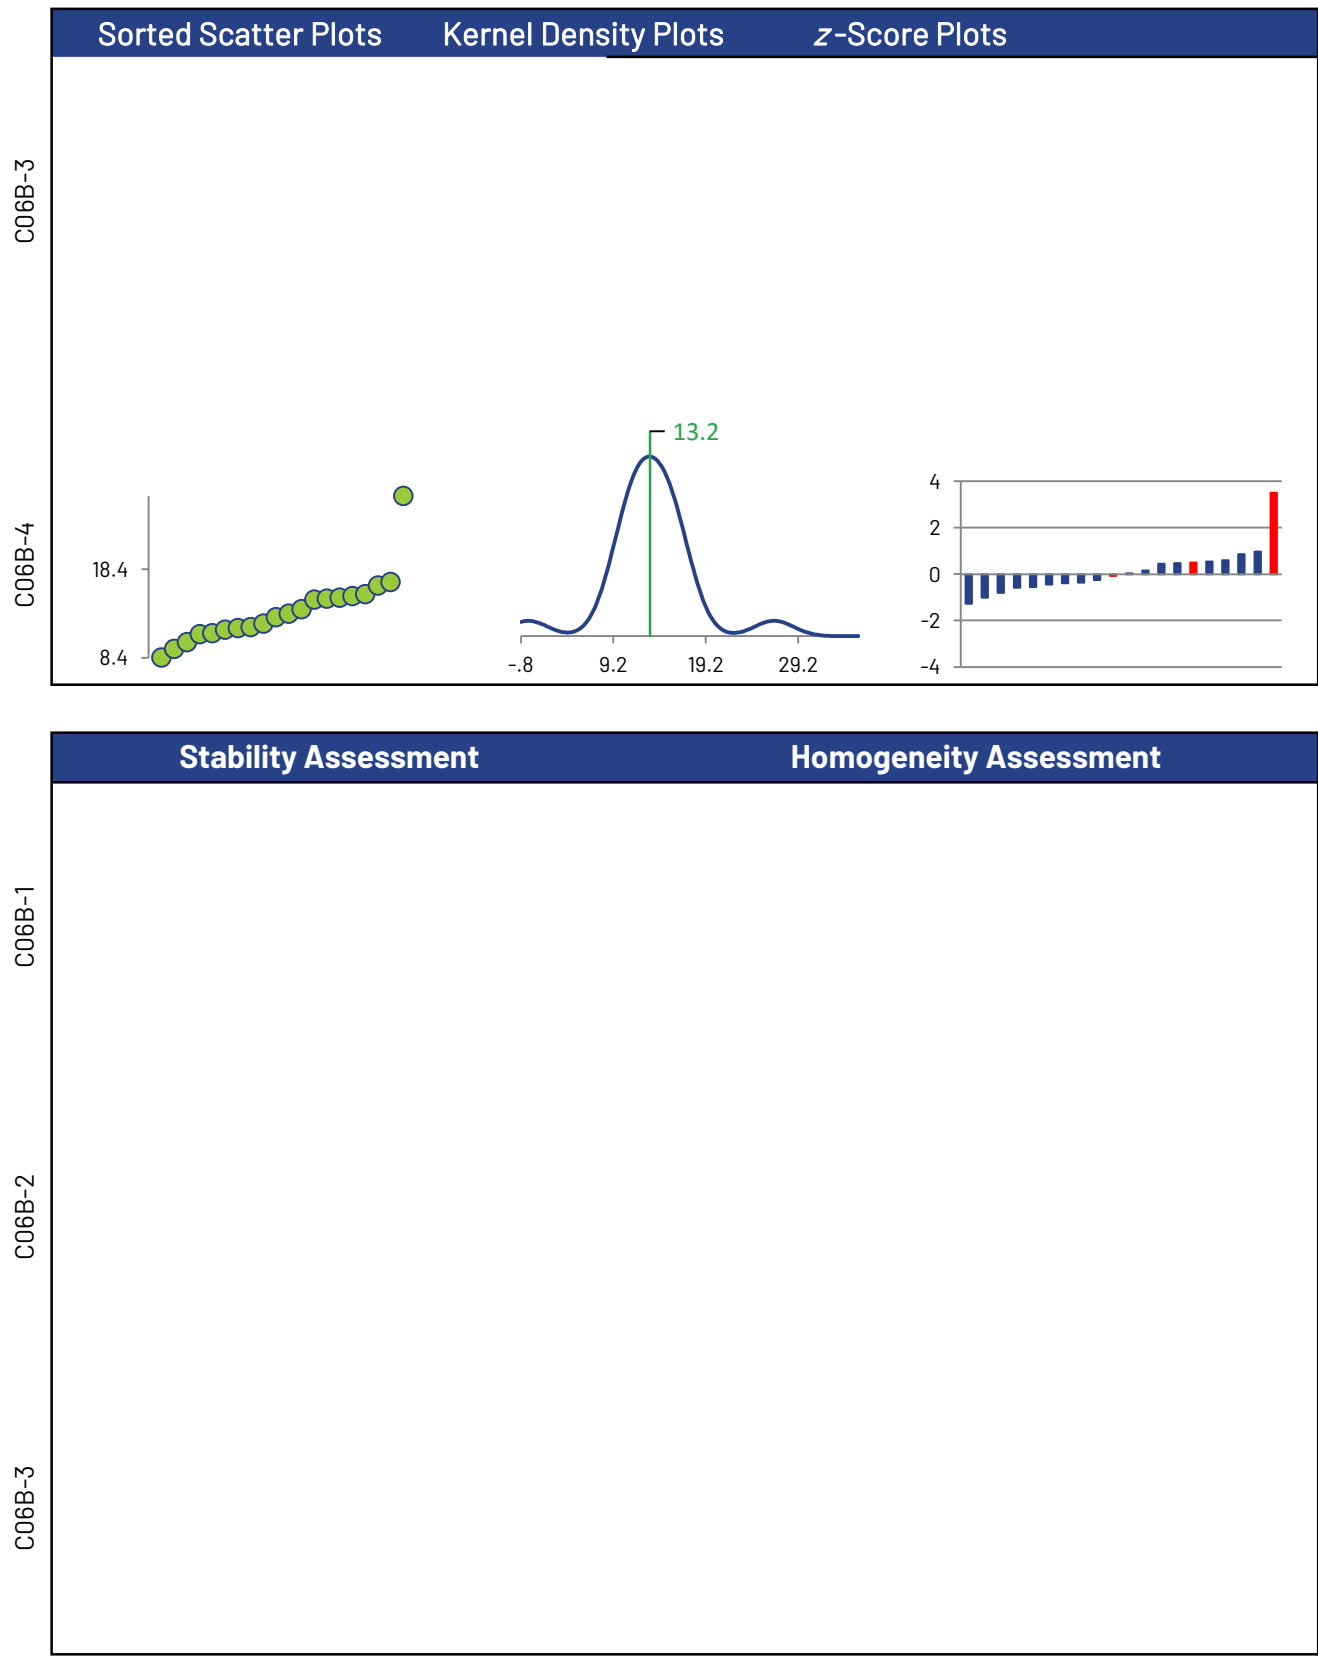 Sorted Scatter Plots Kernel Density Plots z-Score Plots
C06B-3
C06B-4
18.4
8.4
13.2
-.8 9.2 19.2 29.2
4
2
0
-2
-4
Stability Assessment Homogeneity Assessment
C06B-1
C06B-2
C06B-3